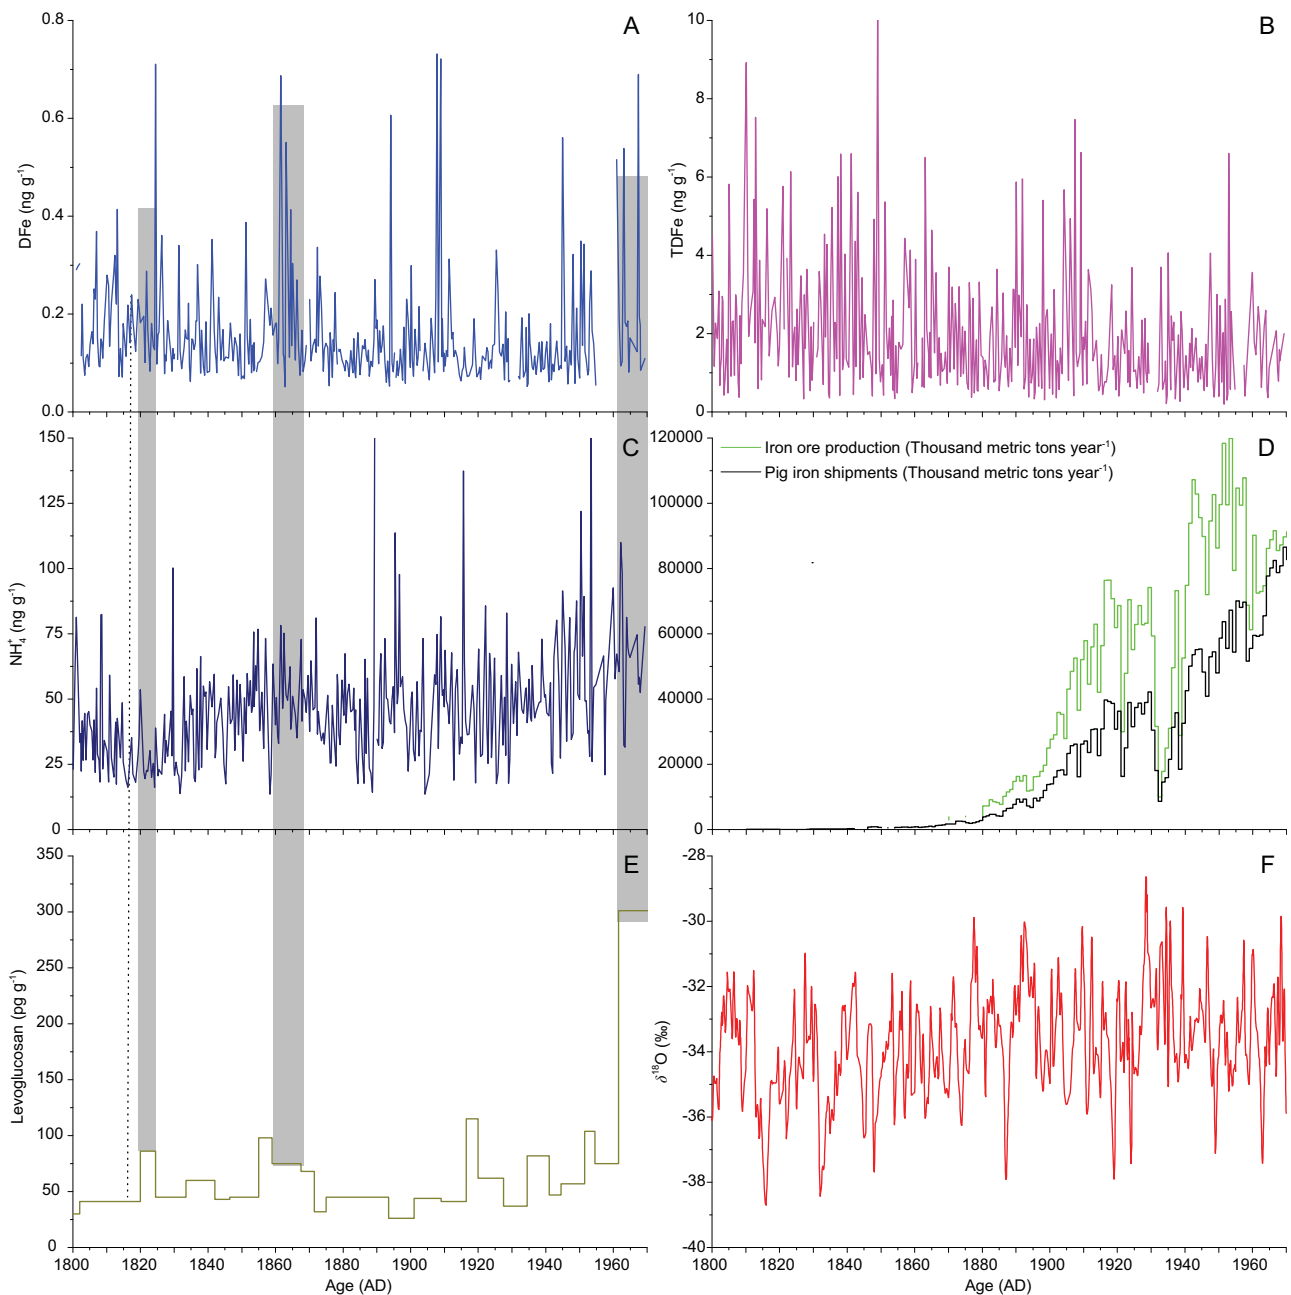 A
0.8
0.6
0.4
0.2
0.0
DFe (ng g⁻¹)
B
10
8
6
4
2
0
TDFe (ng g⁻¹)
C
150
125
100
75
50
25
0
NH₄⁺ (ng g⁻¹)
D
Iron ore production (Thousand metric tons year⁻¹)
Pig iron shipments (Thousand metric tons year⁻¹)
120000
100000
80000
60000
40000
20000
0
E
350
300
250
200
150
100
50
0
Levoglucosan (pg g⁻¹)
1800 1820 1840 1860 1880 1900 1920 1940 1960
Age (AD)
F
-28
-30
-32
-34
-36
-38
-40
δ¹⁸O (‰)
1800 1820 1840 1860 1880 1900 1920 1940 1960
Age (AD)